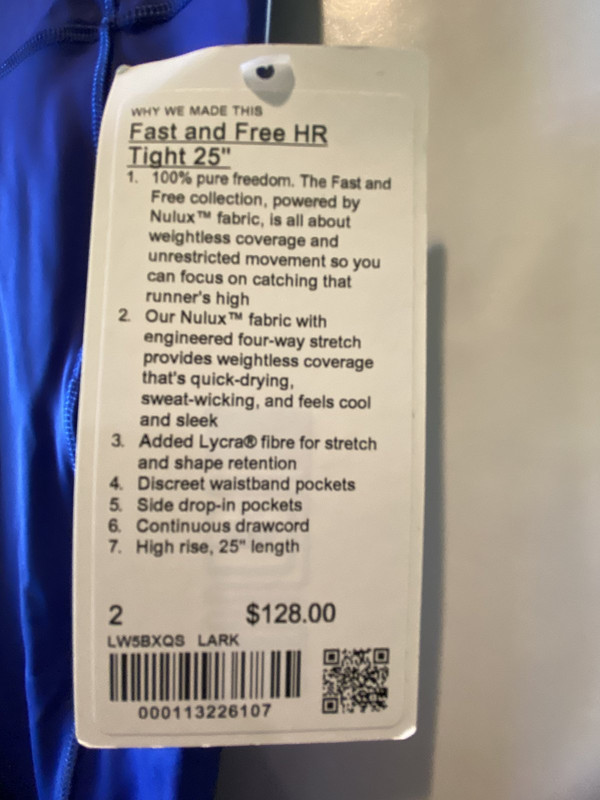 WHY WE MADE THIS
Fast and Free HR
Tight 25"
1. 100% pure freedom. The Fast and
Free collection, powered by
Nulux™ fabric, is all about
weightless coverage and
unrestricted movement so you
can focus on catching that
runner's high
2. Our Nulux™ fabric with
engineered four-way stretch
provides weightless coverage
that's quick-drying,
sweat-wicking, and feels cool
and sleek
3. Added Lycra® fibre for stretch
and shape retention
4. Discreet waistband pockets
5. Side drop-in pockets
6. Continuous drawcord
7. High rise, 25" length
2 $128.00
LW5BXQS LARK
000113226107